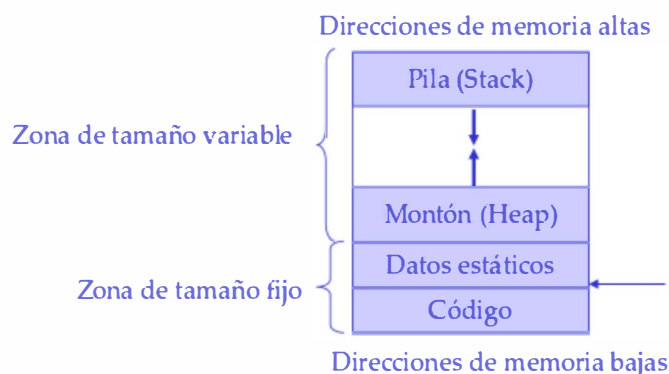 Direcciones de memoria altas
Pila (Stack)
Zona de tamaño variable
Montón (Heap)
Datos estáticos
Zona de tamaño fijo
Código
Direcciones de memoria bajas